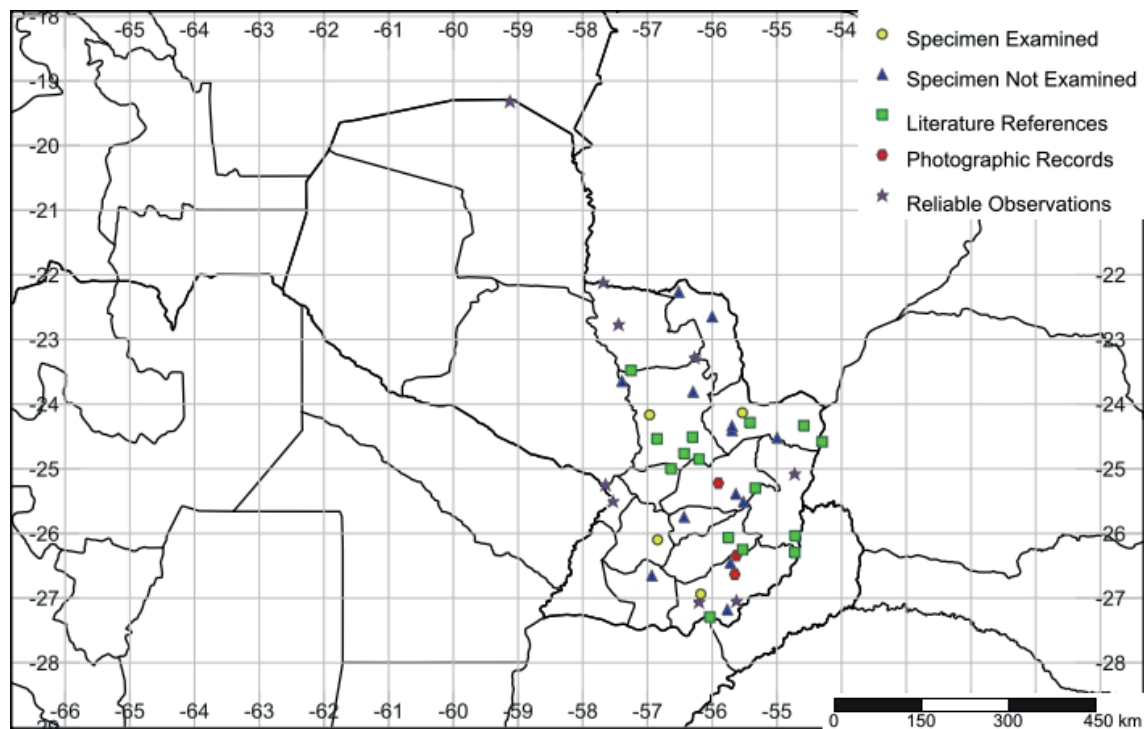 -18 -65 -64 -63 -62 -61 -60 -59 -58 -57 -56 -55 -54
Specimen Examined
-19 Specimen Not Examined
Literature References
-20 Photographic Records
-21 Reliable Observations
-22 -22
-23 -23
-24 -24
-25 -25
-26 -26
-27 -27
-28 -28
-66 -65 -64 -63 -62 -61 -60 -59 -58 -57 -56 -55
0 150 300 450 km